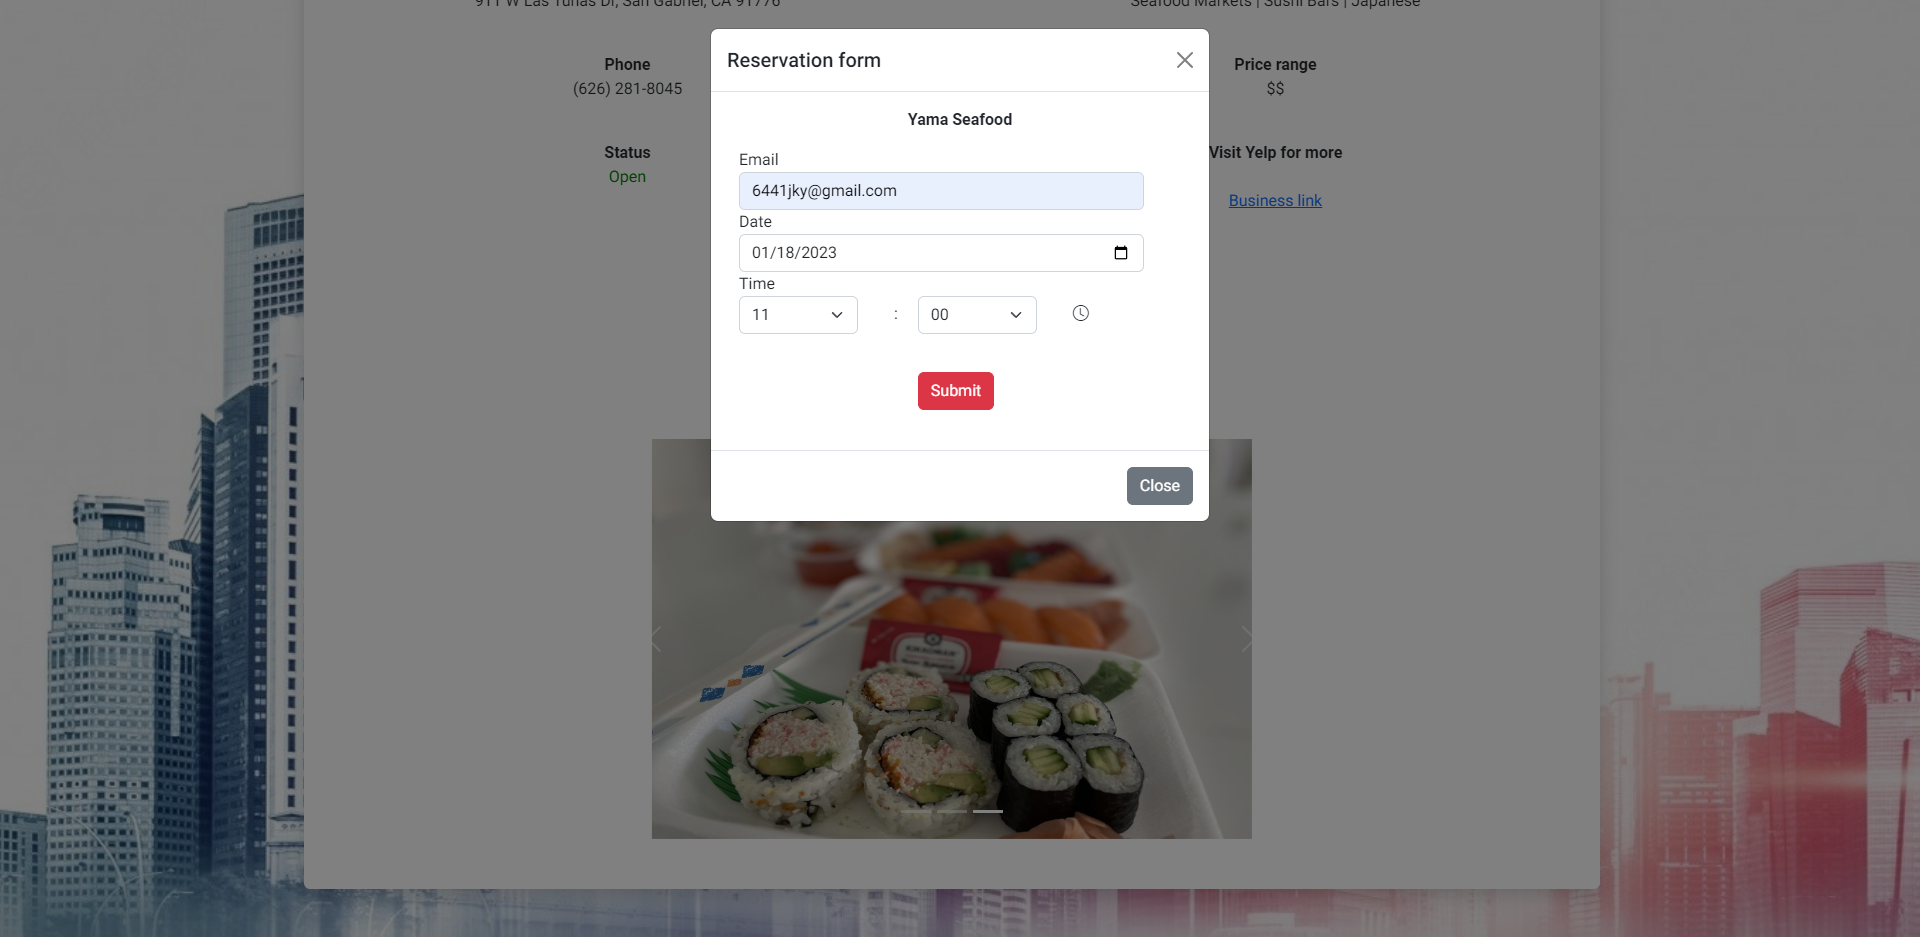 911 W Las Tunas Dr, San Gabriel, CA 91776
Seafood Markets | Sushi Bars | Japanese
Reservation form
Phone
(626) 281-8045
Price range
$$
Yama Seafood
Status
Open
Visit Yelp for more
Business link
Email
6441jky@gmail.com
Date
01/18/2023
Time
11 : 00
Submit
Close
KIKKOMAN